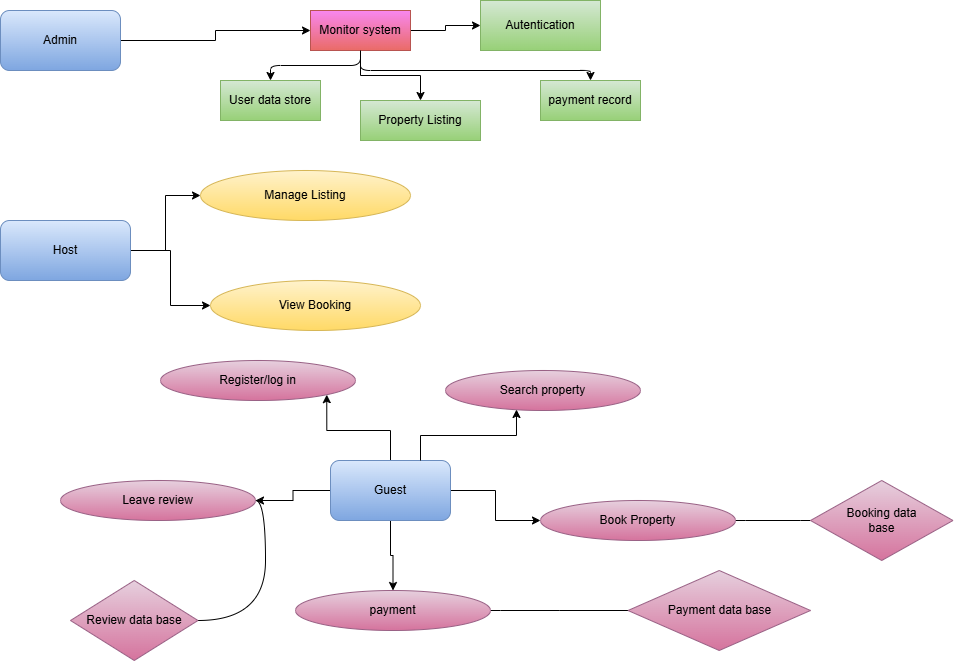 Admin
Monitor system
Autentication
User data store
Property Listing
payment record
Manage Listing
Host
View Booking
Register/log in
Search property
Leave review
Guest
Book Property
Booking data
base
Review data base
payment
Payment data base